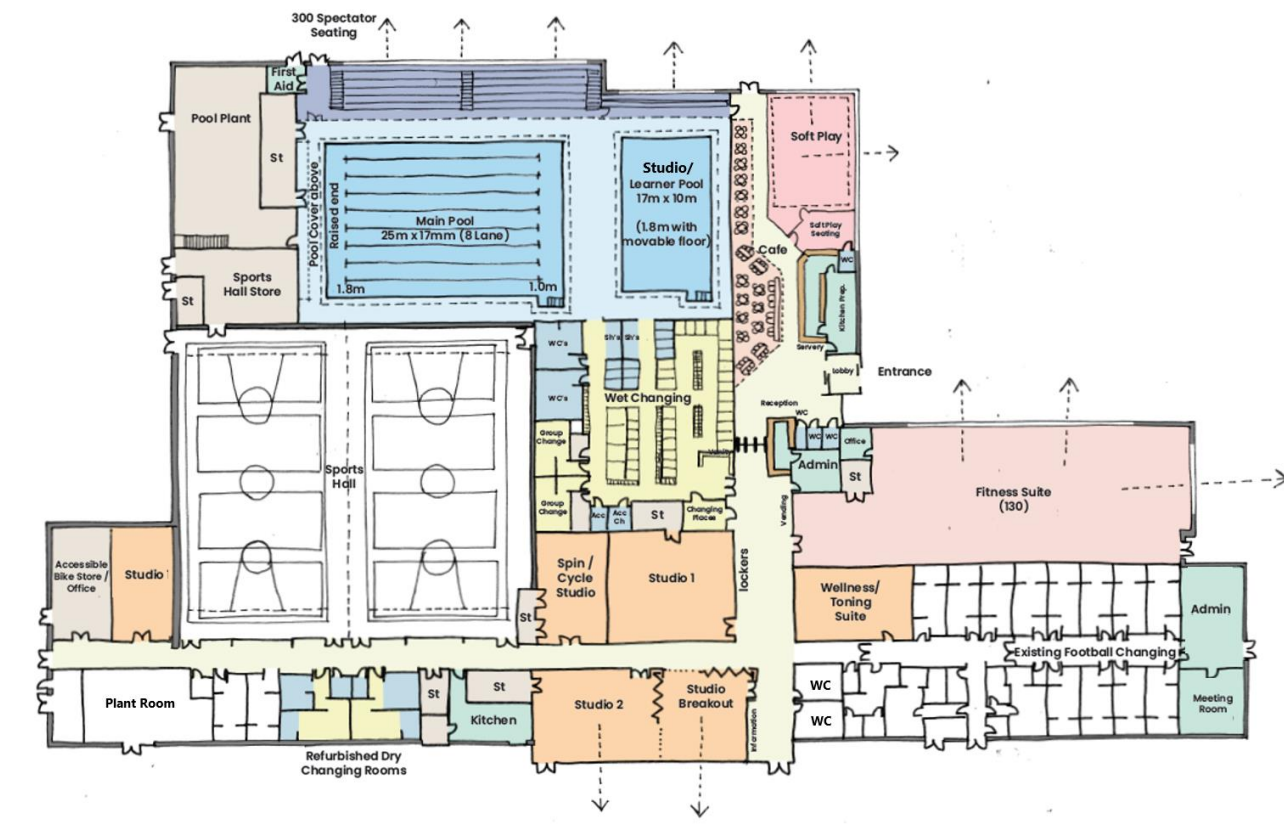 300 Spectator
Seating
First
Aid
Pool Plant
St
Pool Cover above
Raised end
Main Pool
25m x 17mm (8 Lane)
1.8m
1.0m
Studio/
Learner Pool
17m x 10m
(1.8m with
movable floor)
Soft Play
Soft Play
Seating
Cafe
WC
Kitchen Prep.
Servery
Lobby
Entrance
Sports
Hall Store
St
WC's
Sh's
Sh's
WC's
Wet Changing
Group
Change
Group
Change
Vanity
Acc
Acc
Ch
St
Changing
Places
Reception
WC
WC
WC
Office
Admin
St
Vending
Fitness Suite
(130)
Sports
Hall
Accessible
Bike Store /
Office
Studio
St
Spin /
Cycle
Studio
Studio 1
lockers
Wellness/
Toning
Suite
Admin
Existing Football Changing
Plant Room
St
St
Kitchen
Studio 2
Studio
Breakout
Information
WC
WC
Meeting
Room
Refurbished Dry
Changing Rooms